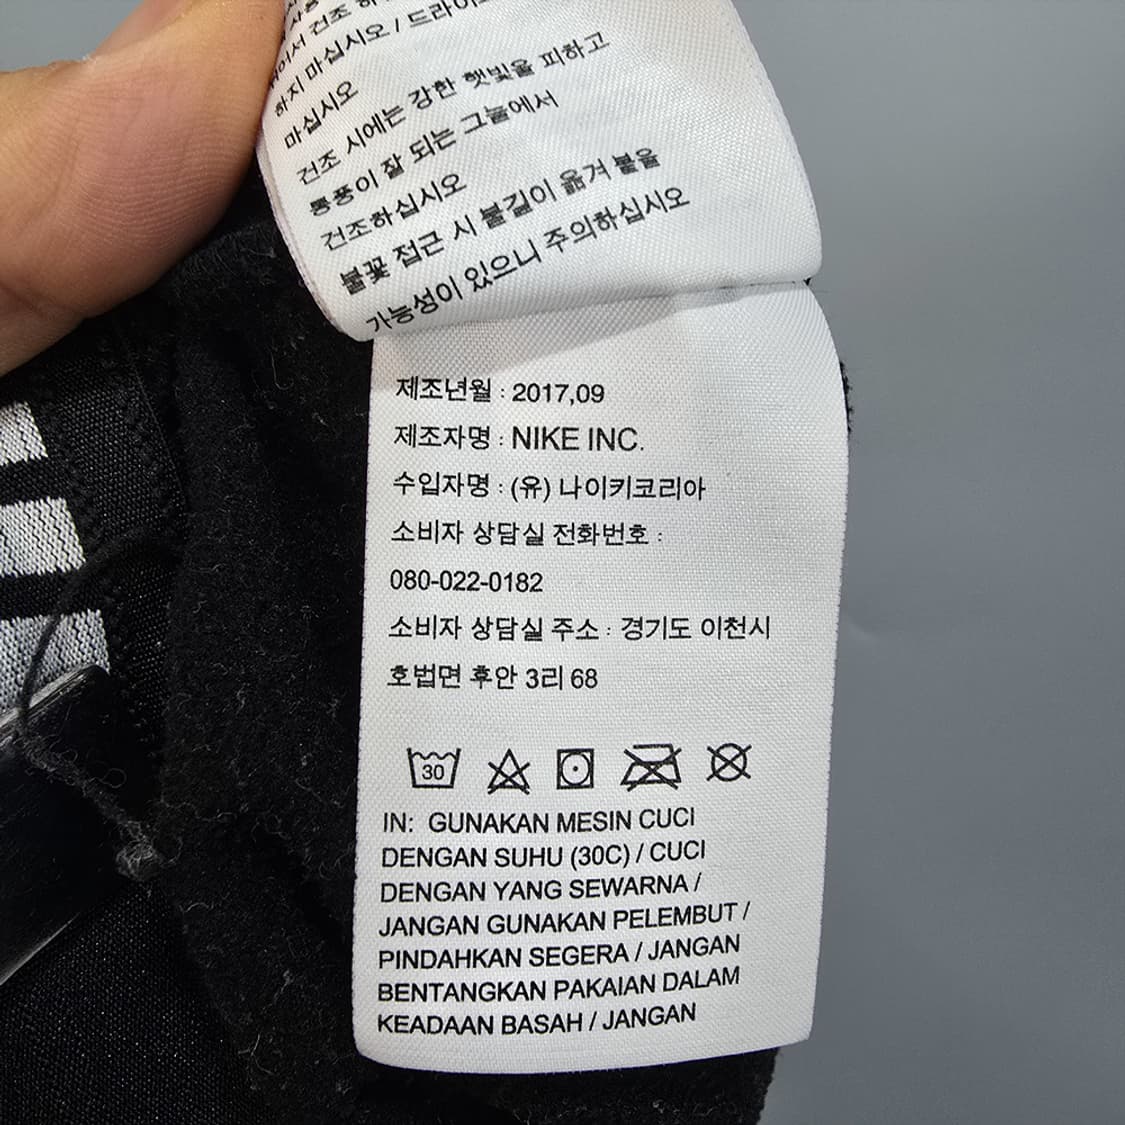 하지 마십시오 / 드라이
마십시오
건조 시에는 강한 햇빛을 피하고
통풍이 잘 되는 그늘에서
건조하십시오
불꽃 접근 시 불길이 옮겨 붙을
가능성이 있으니 주의하십시오
제조년월 : 2017,09
제조자명 : NIKE INC.
수입자명 : (유) 나이키코리아
소비자 상담실 전화번호 :
080-022-0182
소비자 상담실 주소 : 경기도 이천시
호법면 후안 3리 68
30
IN: GUNAKAN MESIN CUCI
DENGAN SUHU (30C) / CUCI
DENGAN YANG SEWARNA /
JANGAN GUNAKAN PELEMBUT /
PINDAHKAN SEGERA / JANGAN
BENTANGKAN PAKAIAN DALAM
KEADAAN BASAH / JANGAN